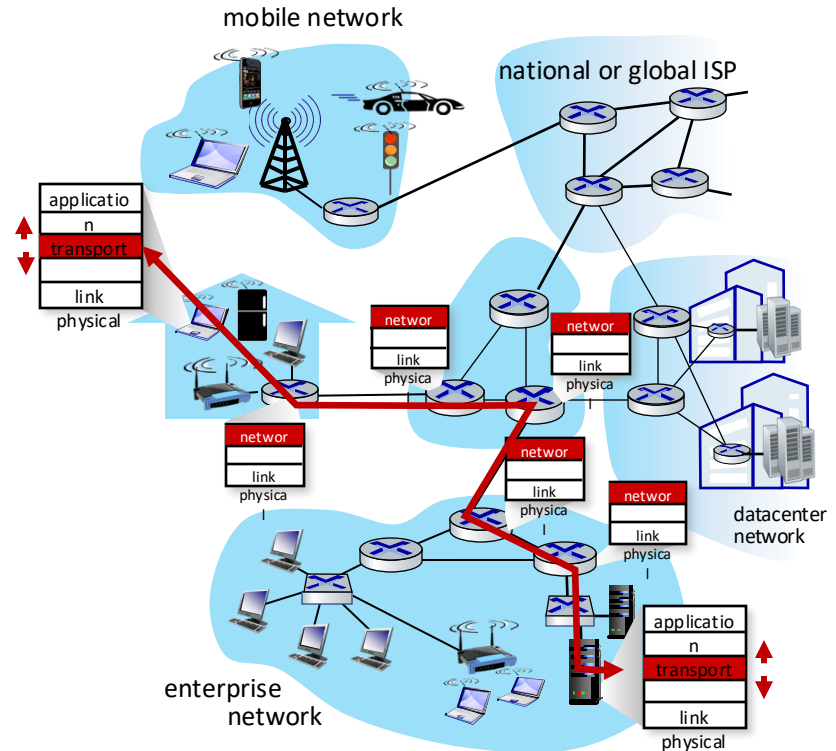 mobile network
national or global ISP
applicatio
n
transport
link
physical
networ
link
physica
l
networ
link
physica
l
networ
link
physica
l
networ
link
physica
l
networ
link
physica
l
datacenter
network
applicatio
n
transport
link
physical
enterprise
network